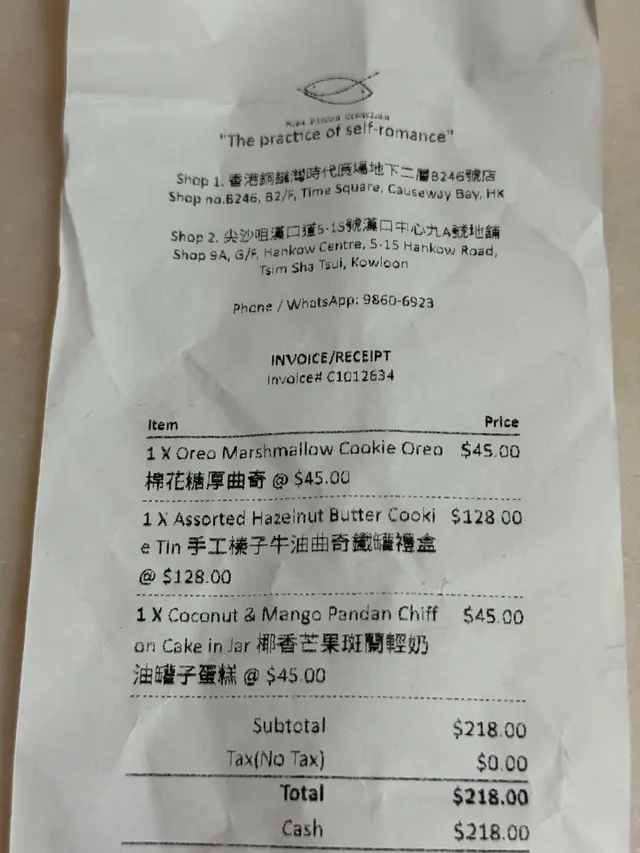 "The practice of self-romance"
Shop 1. 香港銅鑼灣時代廣場地下二層B246號店
Shop no.B246, B2/F, Time Square, Causeway Bay, HK
Shop 2. 尖沙咀漢口道5-15號漢口中心九A號地舖
Shop 9A, G/F, Hankow Centre, 5-15 Hankow Road,
Tsim Sha Tsui, Kowloon
Phone / WhatsApp: 9860-6923
INVOICE/RECEIPT
Invoice# C1012634
Item Price
1 X Oreo Marshmallow Cookie Oreo $45.00
棉花糖厚曲奇 @ $45.00
1 X Assorted Hazelnut Butter Cooki $128.00
e Tin 手工榛子牛油曲奇鐵罐禮盒
@ $128.00
1 X Coconut & Mango Pandan Chiff $45.00
on Cake in Jar 椰香芒果斑蘭輕奶
油罐子蛋糕 @ $45.00
Subtotal $218.00
Tax(No Tax) $0.00
Total $218.00
Cash $218.00